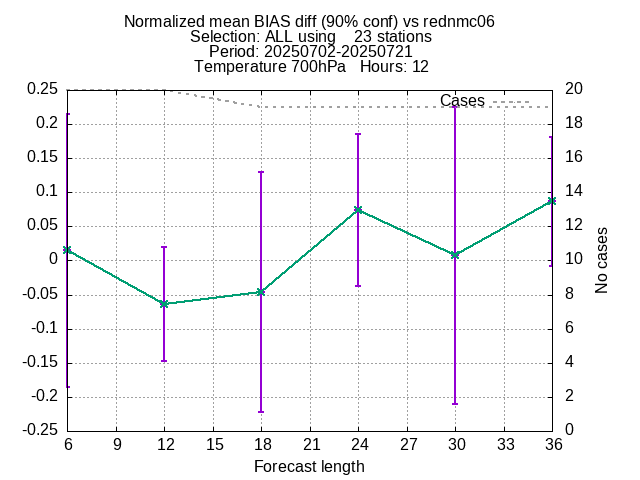 Normalized mean BIAS diff (90% conf) vs rednmc06
Selection: ALL using    23 stations
Period: 20250702-20250721
Temperature 700hPa   Hours: 12
Cases
0.25
0.2
0.15
0.1
0.05
0
-0.05
-0.1
-0.15
-0.2
-0.25
20
18
16
14
12
10
8
6
4
2
0
No cases
6 9 12 15 18 21 24 27 30 33 36
Forecast length